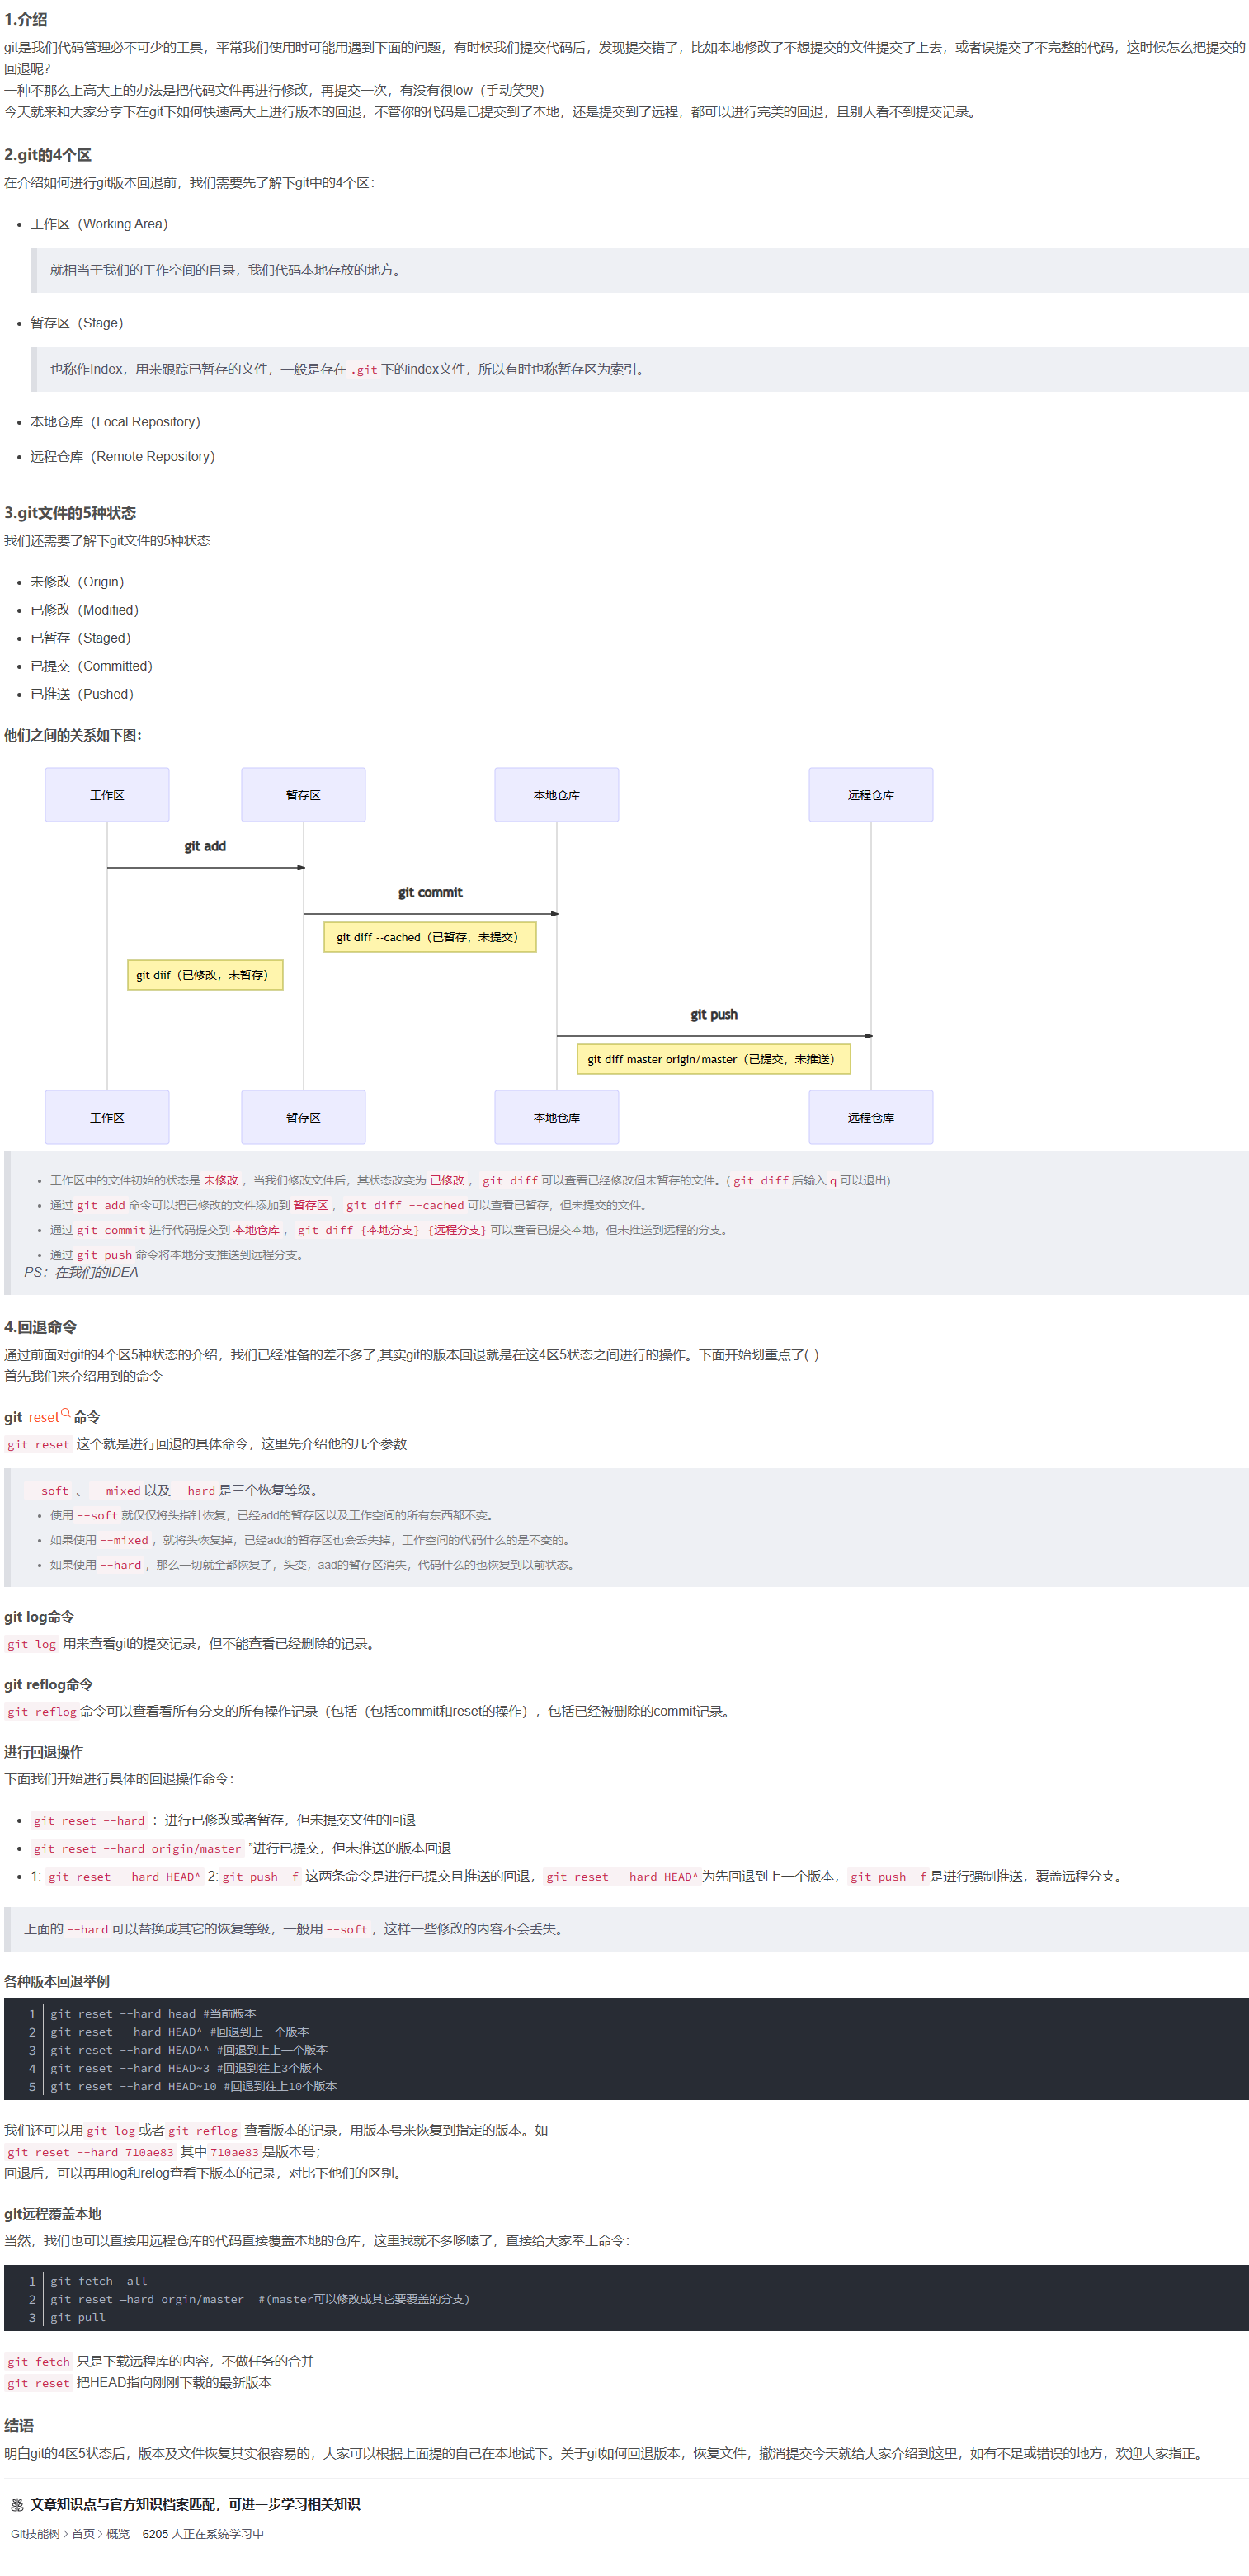 1.介绍
git是我们代码管理必不可少的工具，平常我们使用时可能用遇到下面的问题，有时候我们提交代码后，发现提交错了，比如本地修改了不想提交的文件提交了上去，或者误提交了不完整的代码，这时候怎么把提交的
回退呢？
一种不那么上高大上的办法是把代码文件再进行修改，再提交一次，有没有很low（手动笑哭）
今天就来和大家分享下在git下如何快速高大上进行版本的回退，不管你的代码是已提交到了本地，还是提交到了远程，都可以进行完美的回退，且别人看不到提交记录。
2.git的4个区
在介绍如何进行git版本回退前，我们需要先了解下git中的4个区：
• 工作区（Working Area）
就相当于我们的工作空间的目录，我们代码本地存放的地方。
• 暂存区（Stage）
也称作Index，用来跟踪已暂存的文件，一般是存在 .git 下的index文件，所以有时也称暂存区为索引。
• 本地仓库（Local Repository）
• 远程仓库（Remote Repository）
3.git文件的5种状态
我们还需要了解下git文件的5种状态
• 未修改（Origin）
• 已修改（Modified）
• 已暂存（Staged）
• 已提交（Committed）
• 已推送（Pushed）
他们之间的关系如下图：
工作区 暂存区 本地仓库 远程仓库
git add
git commit
git diff --cached（已暂存，未提交）
git diif（已修改，未暂存）
git push
git diff master origin/master（已提交，未推送）
工作区 暂存区 本地仓库 远程仓库
• 工作区中的文件初始的状态是 未修改 ，当我们修改文件后，其状态改变为 已修改 ， git diff 可以查看已经修改但未暂存的文件。( git diff 后输入 q 可以退出)
• 通过 git add 命令可以把已修改的文件添加到 暂存区 ， git diff --cached 可以查看已暂存，但未提交的文件。
• 通过 git commit 进行代码提交到 本地仓库 ， git diff {本地分支} {远程分支} 可以查看已提交本地，但未推送到远程的分支。
• 通过 git push 命令将本地分支推送到远程分支。
PS：在我们的IDEA
4.回退命令
通过前面对git的4个区5种状态的介绍，我们已经准备的差不多了,其实git的版本回退就是在这4区5状态之间进行的操作。下面开始划重点了(_)
首先我们来介绍用到的命令
git reset 命令
git reset 这个就是进行回退的具体命令，这里先介绍他的几个参数
--soft 、 --mixed 以及 --hard 是三个恢复等级。
• 使用 --soft 就仅仅将头指针恢复，已经add的暂存区以及工作空间的所有东西都不变。
• 如果使用 --mixed ，就将头恢复掉，已经add的暂存区也会丢失掉，工作空间的代码什么的是不变的。
• 如果使用 --hard ，那么一切就全都恢复了，头变，aad的暂存区消失，代码什么的也恢复到以前状态。
git log命令
git log 用来查看git的提交记录，但不能查看已经删除的记录。
git reflog命令
git reflog 命令可以查看看所有分支的所有操作记录（包括（包括commit和reset的操作），包括已经被删除的commit记录。
进行回退操作
下面我们开始进行具体的回退操作命令：
• git reset --hard ：进行已修改或者暂存，但未提交文件的回退
• git reset --hard origin/master ”进行已提交，但未推送的版本回退
• 1: git reset --hard HEAD^ 2: git push -f 这两条命令是进行已提交且推送的回退， git reset --hard HEAD^ 为先回退到上一个版本， git push -f 是进行强制推送，覆盖远程分支。
上面的 --hard 可以替换成其它的恢复等级，一般用 --soft ，这样一些修改的内容不会丢失。
各种版本回退举例
1 git reset --hard head #当前版本
2 git reset --hard HEAD^ #回退到上一个版本
3 git reset --hard HEAD^^ #回退到上上一个版本
4 git reset --hard HEAD~3 #回退到往上3个版本
5 git reset --hard HEAD~10 #回退到往上10个版本
我们还可以用 git log 或者 git reflog 查看版本的记录，用版本号来恢复到指定的版本。如
git reset --hard 710ae83 其中 710ae83 是版本号；
回退后，可以再用log和relog查看下版本的记录，对比下他们的区别。
git远程覆盖本地
当然，我们也可以直接用远程仓库的代码直接覆盖本地的仓库，这里我就不多哆嗦了，直接给大家奉上命令：
1 git fetch —all
2 git reset —hard orgin/master #(master可以修改成其它要覆盖的分支)
3 git pull
git fetch 只是下载远程库的内容，不做任务的合并
git reset 把HEAD指向刚刚下载的最新版本
结语
明白git的4区5状态后，版本及文件恢复其实很容易的，大家可以根据上面提的自己在本地试下。关于git如何回退版本，恢复文件，撤消提交今天就给大家介绍到这里，如有不足或错误的地方，欢迎大家指正。
文章知识点与官方知识档案匹配，可进一步学习相关知识
Git技能树 > 首页 > 概览 6205 人正在系统学习中